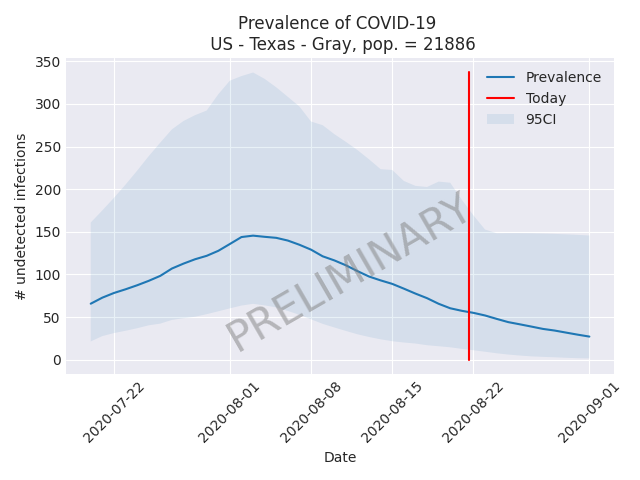 Prevalence of COVID-19
US - Texas - Gray, pop. = 21886
350
300
250
200
150
100
50
0
# undetected infections
Prevalence
Today
95CI
PRELIMINARY
2020-07-22
2020-08-01
2020-08-08
2020-08-15
2020-08-22
2020-09-01
Date